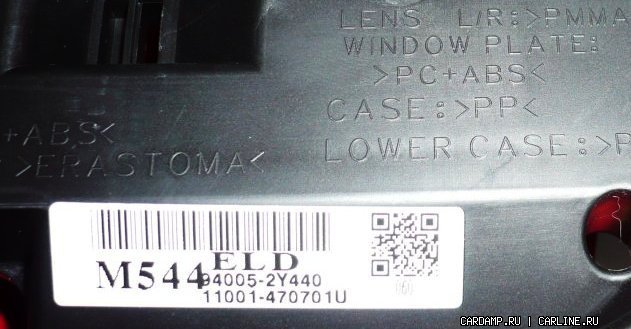 LENS L/R:>PMMA
WINDOW PLATE:
>PC+ABS<
CASE:>PP<
+ABS<
>ERASTOMA<
LOWER CASE:>P
ELD
M544
94005-2Y440
11001-470701U
CARDAMP.RU | CARLINE.RU